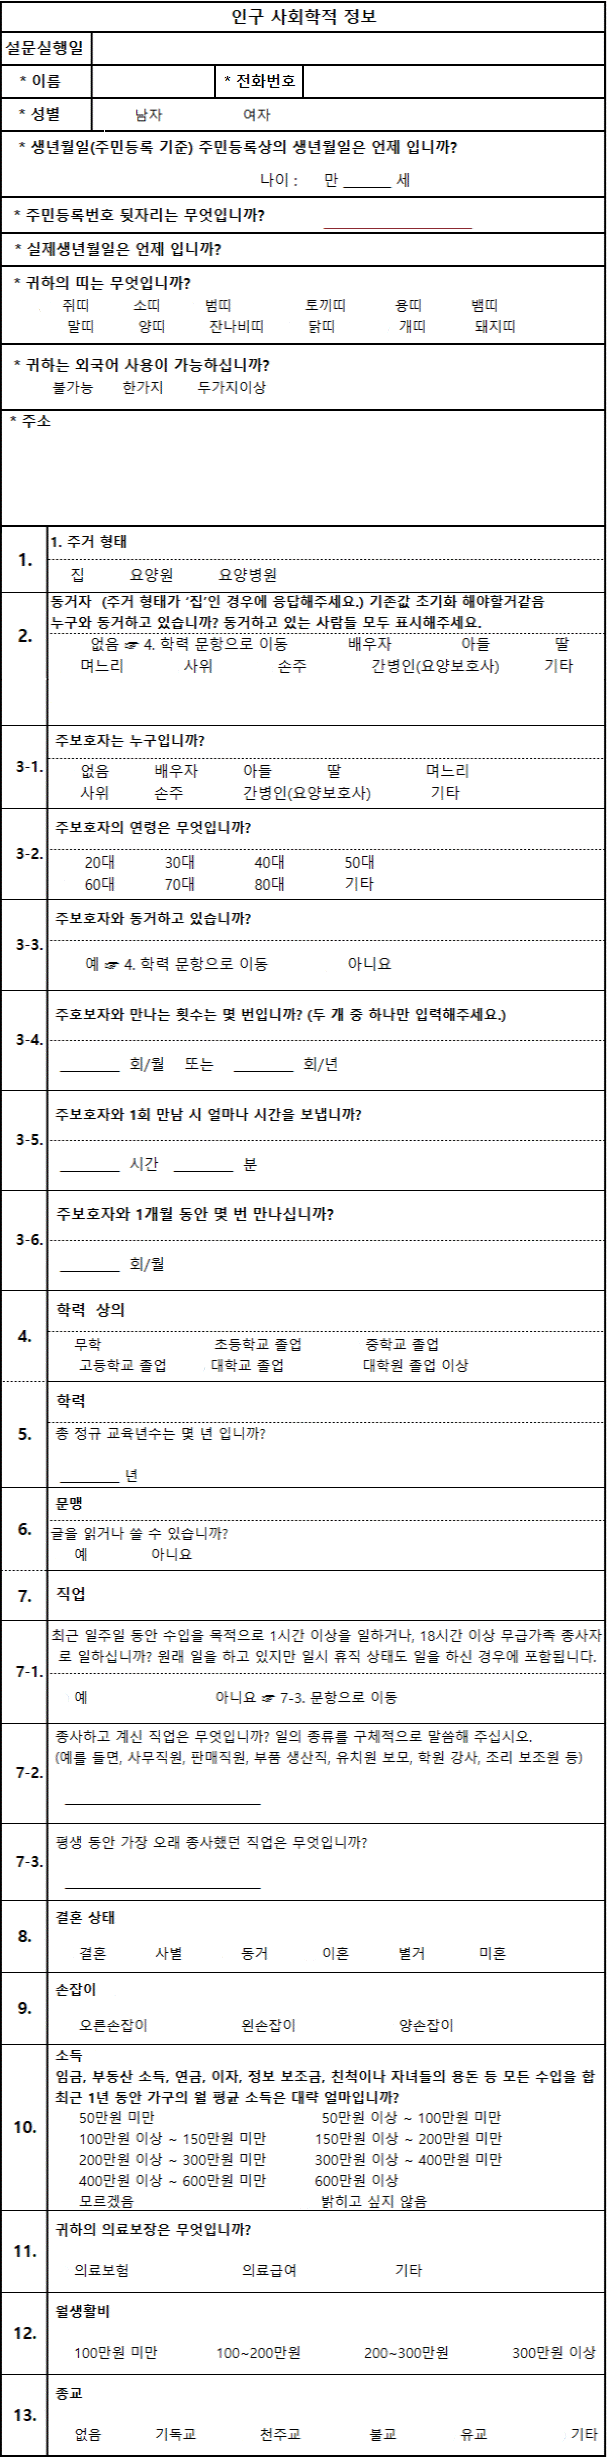 인구 사회학적 정보
설문실행일
* 이름 * 전화번호
* 성별 남자 여자
* 생년월일(주민등록 기준) 주민등록상의 생년월일은 언제 입니까?
나이 : 만 ______ 세
* 주민등록번호 뒷자리는 무엇입니까? ______
* 실제생년월일은 언제 입니까?
* 귀하의 띠는 무엇입니까?
쥐띠 소띠 범띠 토끼띠 용띠 뱀띠
말띠 양띠 잔나비띠 닭띠 개띠 돼지띠
* 귀하는 외국어 사용이 가능하십니까?
불가능 한가지 두가지이상
* 주소
1. 1. 주거 형태
집 요양원 요양병원
2. 동거자 (주거 형태가 ‘집’인 경우에 응답해주세요.) 기존값 초기화 해야할거같음
누구와 동거하고 있습니까? 동거하고 있는 사람들 모두 표시해주세요.
없음 ☞ 4. 학력 문항으로 이동 배우자 아들 딸
며느리 사위 손주 간병인(요양보호사) 기타
3-1. 주보호자는 누구입니까?
없음 배우자 아들 딸 며느리
사위 손주 간병인(요양보호사) 기타
3-2. 주보호자의 연령은 무엇입니까?
20대 30대 40대 50대
60대 70대 80대 기타
3-3. 주보호자와 동거하고 있습니까?
예 ☞ 4. 학력 문항으로 이동 아니요
3-4. 주호보자와 만나는 횟수는 몇 번입니까? (두 개 중 하나만 입력해주세요.)
________ 회/월 또는 ________ 회/년
3-5. 주보호자와 1회 만남 시 얼마나 시간을 보냅니까?
________ 시간 ________ 분
3-6. 주보호자와 1개월 동안 몇 번 만나십니까?
________ 회/월
4. 학력 상의
무학 초등학교 졸업 중학교 졸업
고등학교 졸업 대학교 졸업 대학원 졸업 이상
5. 학력
총 정규 교육년수는 몇 년 입니까?
________ 년
6. 문맹
글을 읽거나 쓸 수 있습니까?
예 아니요
7. 직업
7-1. 최근 일주일 동안 수입을 목적으로 1시간 이상을 일하거나, 18시간 이상 무급가족 종사자
로 일하십니까? 원래 일을 하고 있지만 일시 휴직 상태도 일을 하신 경우에 포함됩니다.
예 아니요 ☞ 7-3. 문항으로 이동
7-2. 종사하고 계신 직업은 무엇입니까? 일의 종류를 구체적으로 말씀해 주십시오.
(예를 들면, 사무직원, 판매직원, 부품 생산직, 유치원 보모, 학원 강사, 조리 보조원 등)
7-3. 평생 동안 가장 오래 종사했던 직업은 무엇입니까?
8. 결혼 상태
결혼 사별 동거 이혼 별거 미혼
9. 손잡이
오른손잡이 왼손잡이 양손잡이
10. 소득
임금, 부동산 소득, 연금, 이자, 정보 보조금, 친척이나 자녀들의 용돈 등 모든 수입을 합
최근 1년 동안 가구의 월 평균 소득은 대략 얼마입니까?
50만원 미만 50만원 이상 ~ 100만원 미만
100만원 이상 ~ 150만원 미만 150만원 이상 ~ 200만원 미만
200만원 이상 ~ 300만원 미만 300만원 이상 ~ 400만원 미만
400만원 이상 ~ 600만원 미만 600만원 이상
모르겠음 밝히고 싶지 않음
11. 귀하의 의료보장은 무엇입니까?
의료보험 의료급여 기타
12. 월생활비
100만원 미만 100~200만원 200~300만원 300만원 이상
13. 종교
없음 기독교 천주교 불교 유교 기타